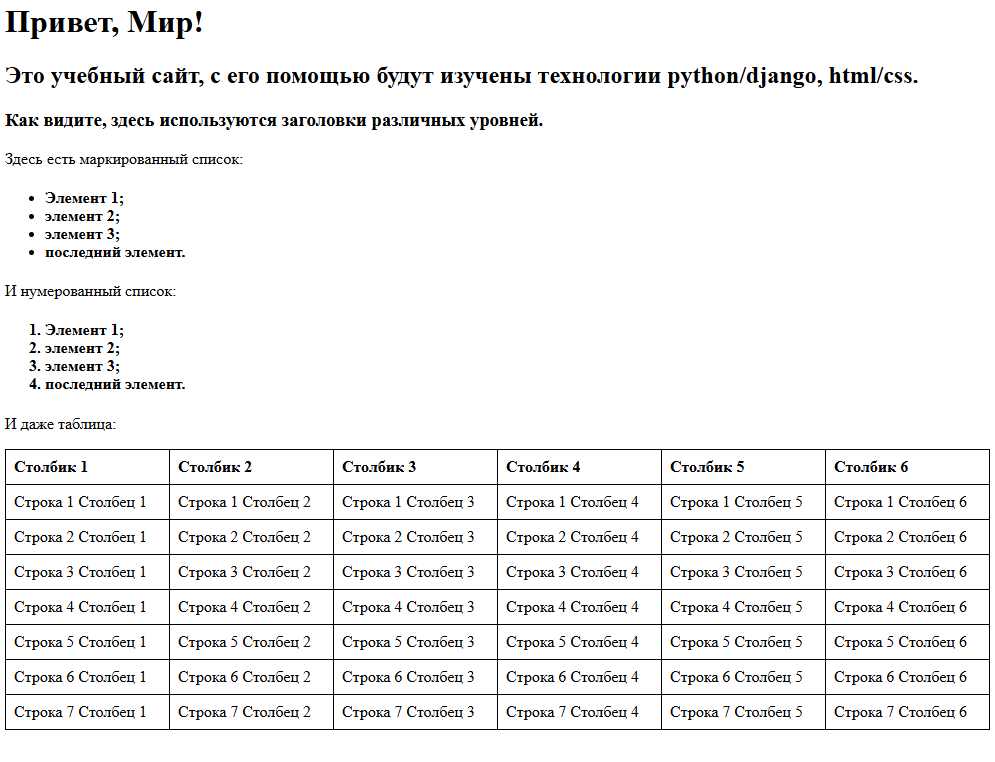 Привет, Мир!
Это учебный сайт, с его помощью будут изучены технологии python/django, html/css.
Как видите, здесь используются заголовки различных уровней.
Здесь есть маркированный список:
• Элемент 1;
• элемент 2;
• элемент 3;
• последний элемент.
И нумерованный список:
1. Элемент 1;
2. элемент 2;
3. элемент 3;
4. последний элемент.
И даже таблица:
Столбик 1 Столбик 2 Столбик 3 Столбик 4 Столбик 5 Столбик 6
Строка 1 Столбец 1 Строка 1 Столбец 2 Строка 1 Столбец 3 Строка 1 Столбец 4 Строка 1 Столбец 5 Строка 1 Столбец 6
Строка 2 Столбец 1 Строка 2 Столбец 2 Строка 2 Столбец 3 Строка 2 Столбец 4 Строка 2 Столбец 5 Строка 2 Столбец 6
Строка 3 Столбец 1 Строка 3 Столбец 2 Строка 3 Столбец 3 Строка 3 Столбец 4 Строка 3 Столбец 5 Строка 3 Столбец 6
Строка 4 Столбец 1 Строка 4 Столбец 2 Строка 4 Столбец 3 Строка 4 Столбец 4 Строка 4 Столбец 5 Строка 4 Столбец 6
Строка 5 Столбец 1 Строка 5 Столбец 2 Строка 5 Столбец 3 Строка 5 Столбец 4 Строка 5 Столбец 5 Строка 5 Столбец 6
Строка 6 Столбец 1 Строка 6 Столбец 2 Строка 6 Столбец 3 Строка 6 Столбец 4 Строка 6 Столбец 5 Строка 6 Столбец 6
Строка 7 Столбец 1 Строка 7 Столбец 2 Строка 7 Столбец 3 Строка 7 Столбец 4 Строка 7 Столбец 5 Строка 7 Столбец 6